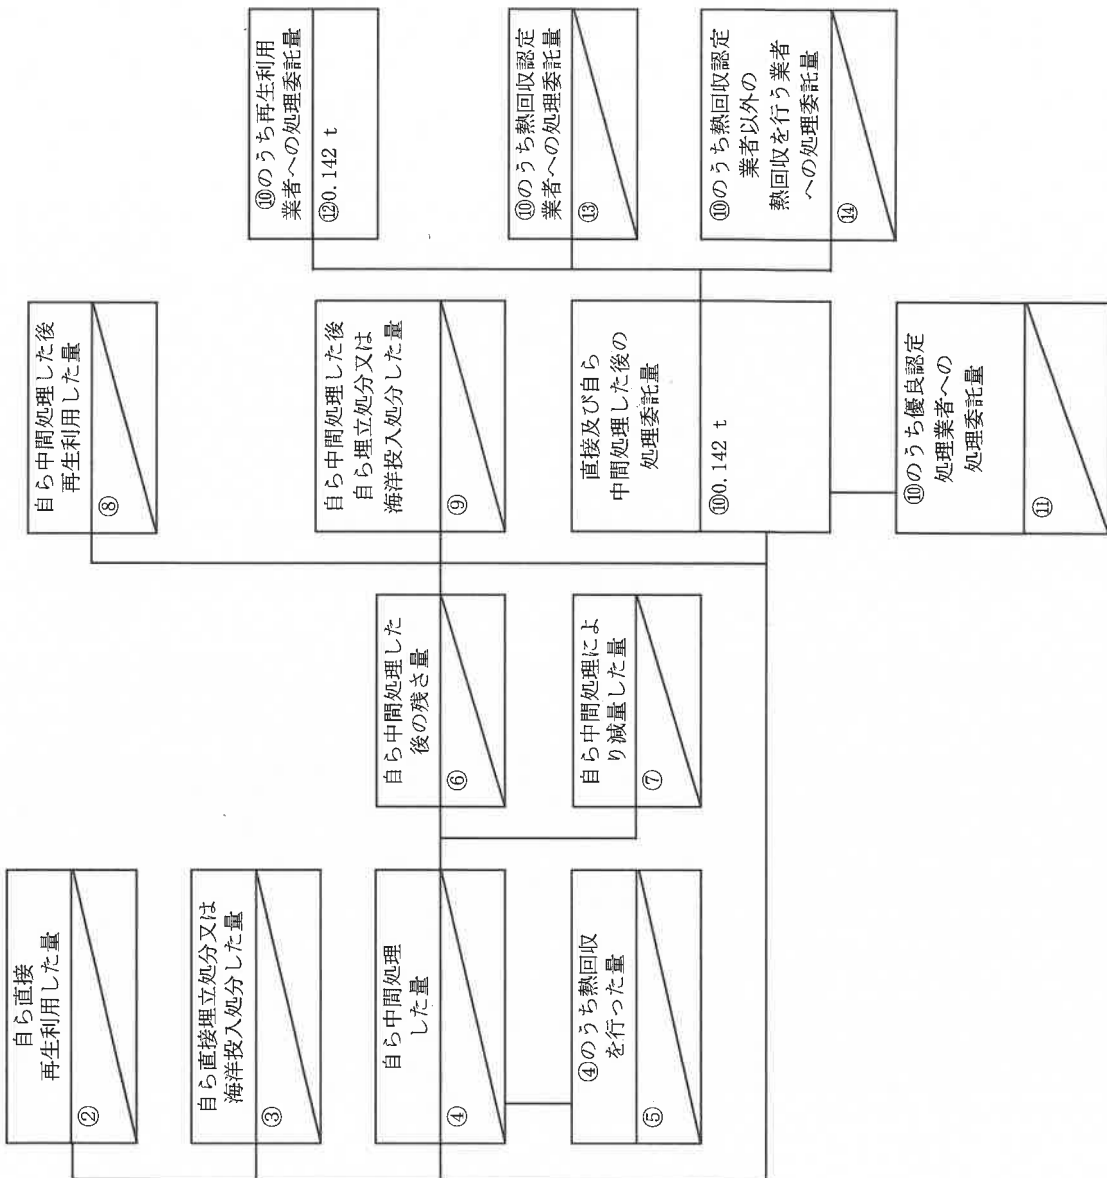 自ら直接
再生利用した量
②
自ら直接埋立処分又は
海洋投入処分した量
③
自ら中間処理
した量
④
④のうち熱回収
を行った量
⑤
自ら中間処理した
後の残さ量
⑥
自ら中間処理によ
り減量した量
⑦
自ら中間処理した後
再生利用した量
⑧
自ら中間処理した後
自ら埋立処分又は
海洋投入処分した量
⑨
直接及び自ら
中間処理した後の
処理委託量
⑩0.142 t
⑩のうち優良認定
処理業者への
処理委託量
⑪
⑩のうち再生利用
業者への処理委託量
⑫0.142 t
⑩のうち熱回収認定
業者への処理委託量
⑬
⑩のうち熱回収認定
業者以外の
熱回収を行う業者
への処理委託量
⑭